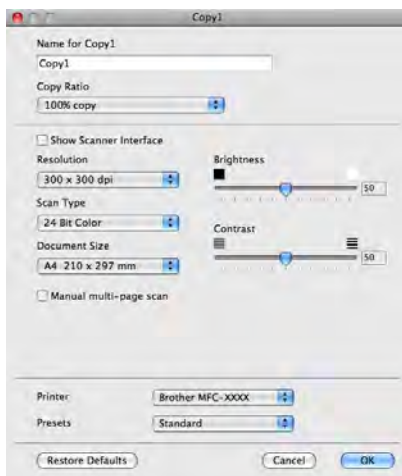 Copy1
Name for Copy1
Copy1
Copy Ratio
100% copy
Show Scanner Interface
Resolution
300 x 300 dpi
Scan Type
24 Bit Color
Document Size
A4 210 x 297 mm
Manual multi-page scan
Brightness
50
Contrast
50
Printer
Brother MFC-XXXX
Presets
Standard
Restore Defaults
Cancel
OK